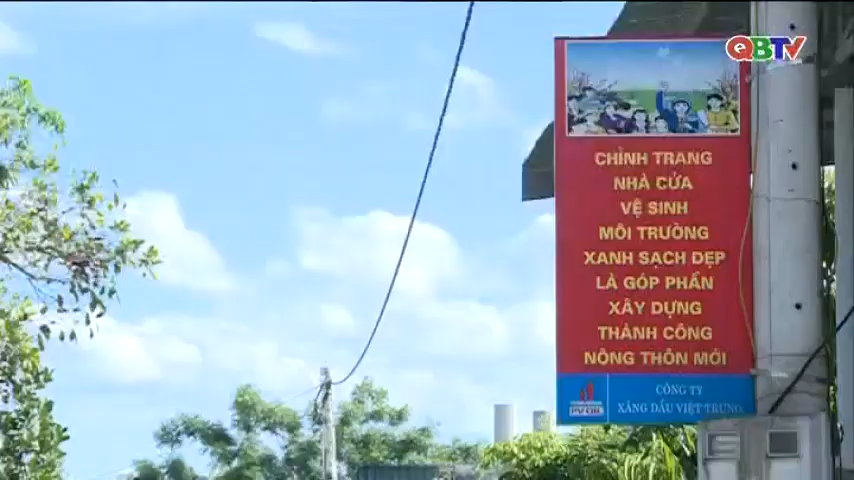 QBTV
CHỈNH TRANG
NHÀ CỬA
VỆ SINH
MÔI TRƯỜNG
XANH SẠCH ĐẸP
LÀ GÓP PHẦN
XÂY DỰNG
THÀNH CÔNG
NÔNG THÔN MỚI
CÔNG TY
XĂNG DẦU VIỆT TRUNG